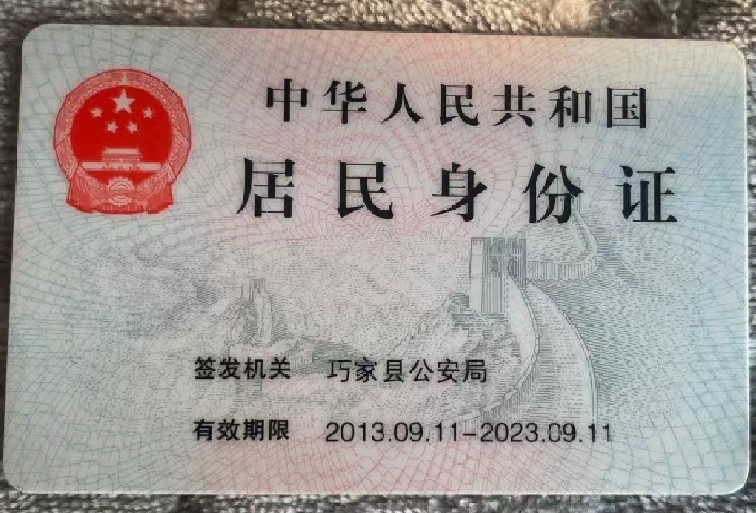 中华人民共和国
居民身份证
签发机关 巧家县公安局
有效期限 2013.09.11-2023.09.11